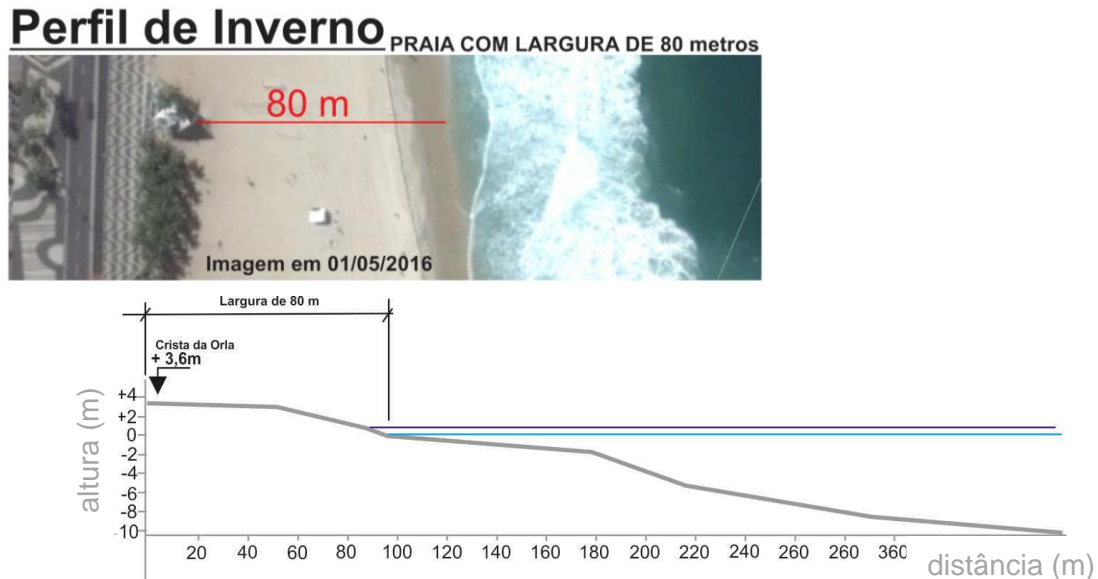 Perfil de Inverno PRAIA COM LARGURA DE 80 metros
80 m
Imagem em 01/05/2016
Largura de 80 m
Crista da Orla
+ 3,6m
+4
+2
0
-2
-4
-6
-8
-10
altura (m)
20 40 60 80 100 120 140 160 180 200 220 240 260 260 360
distância (m)